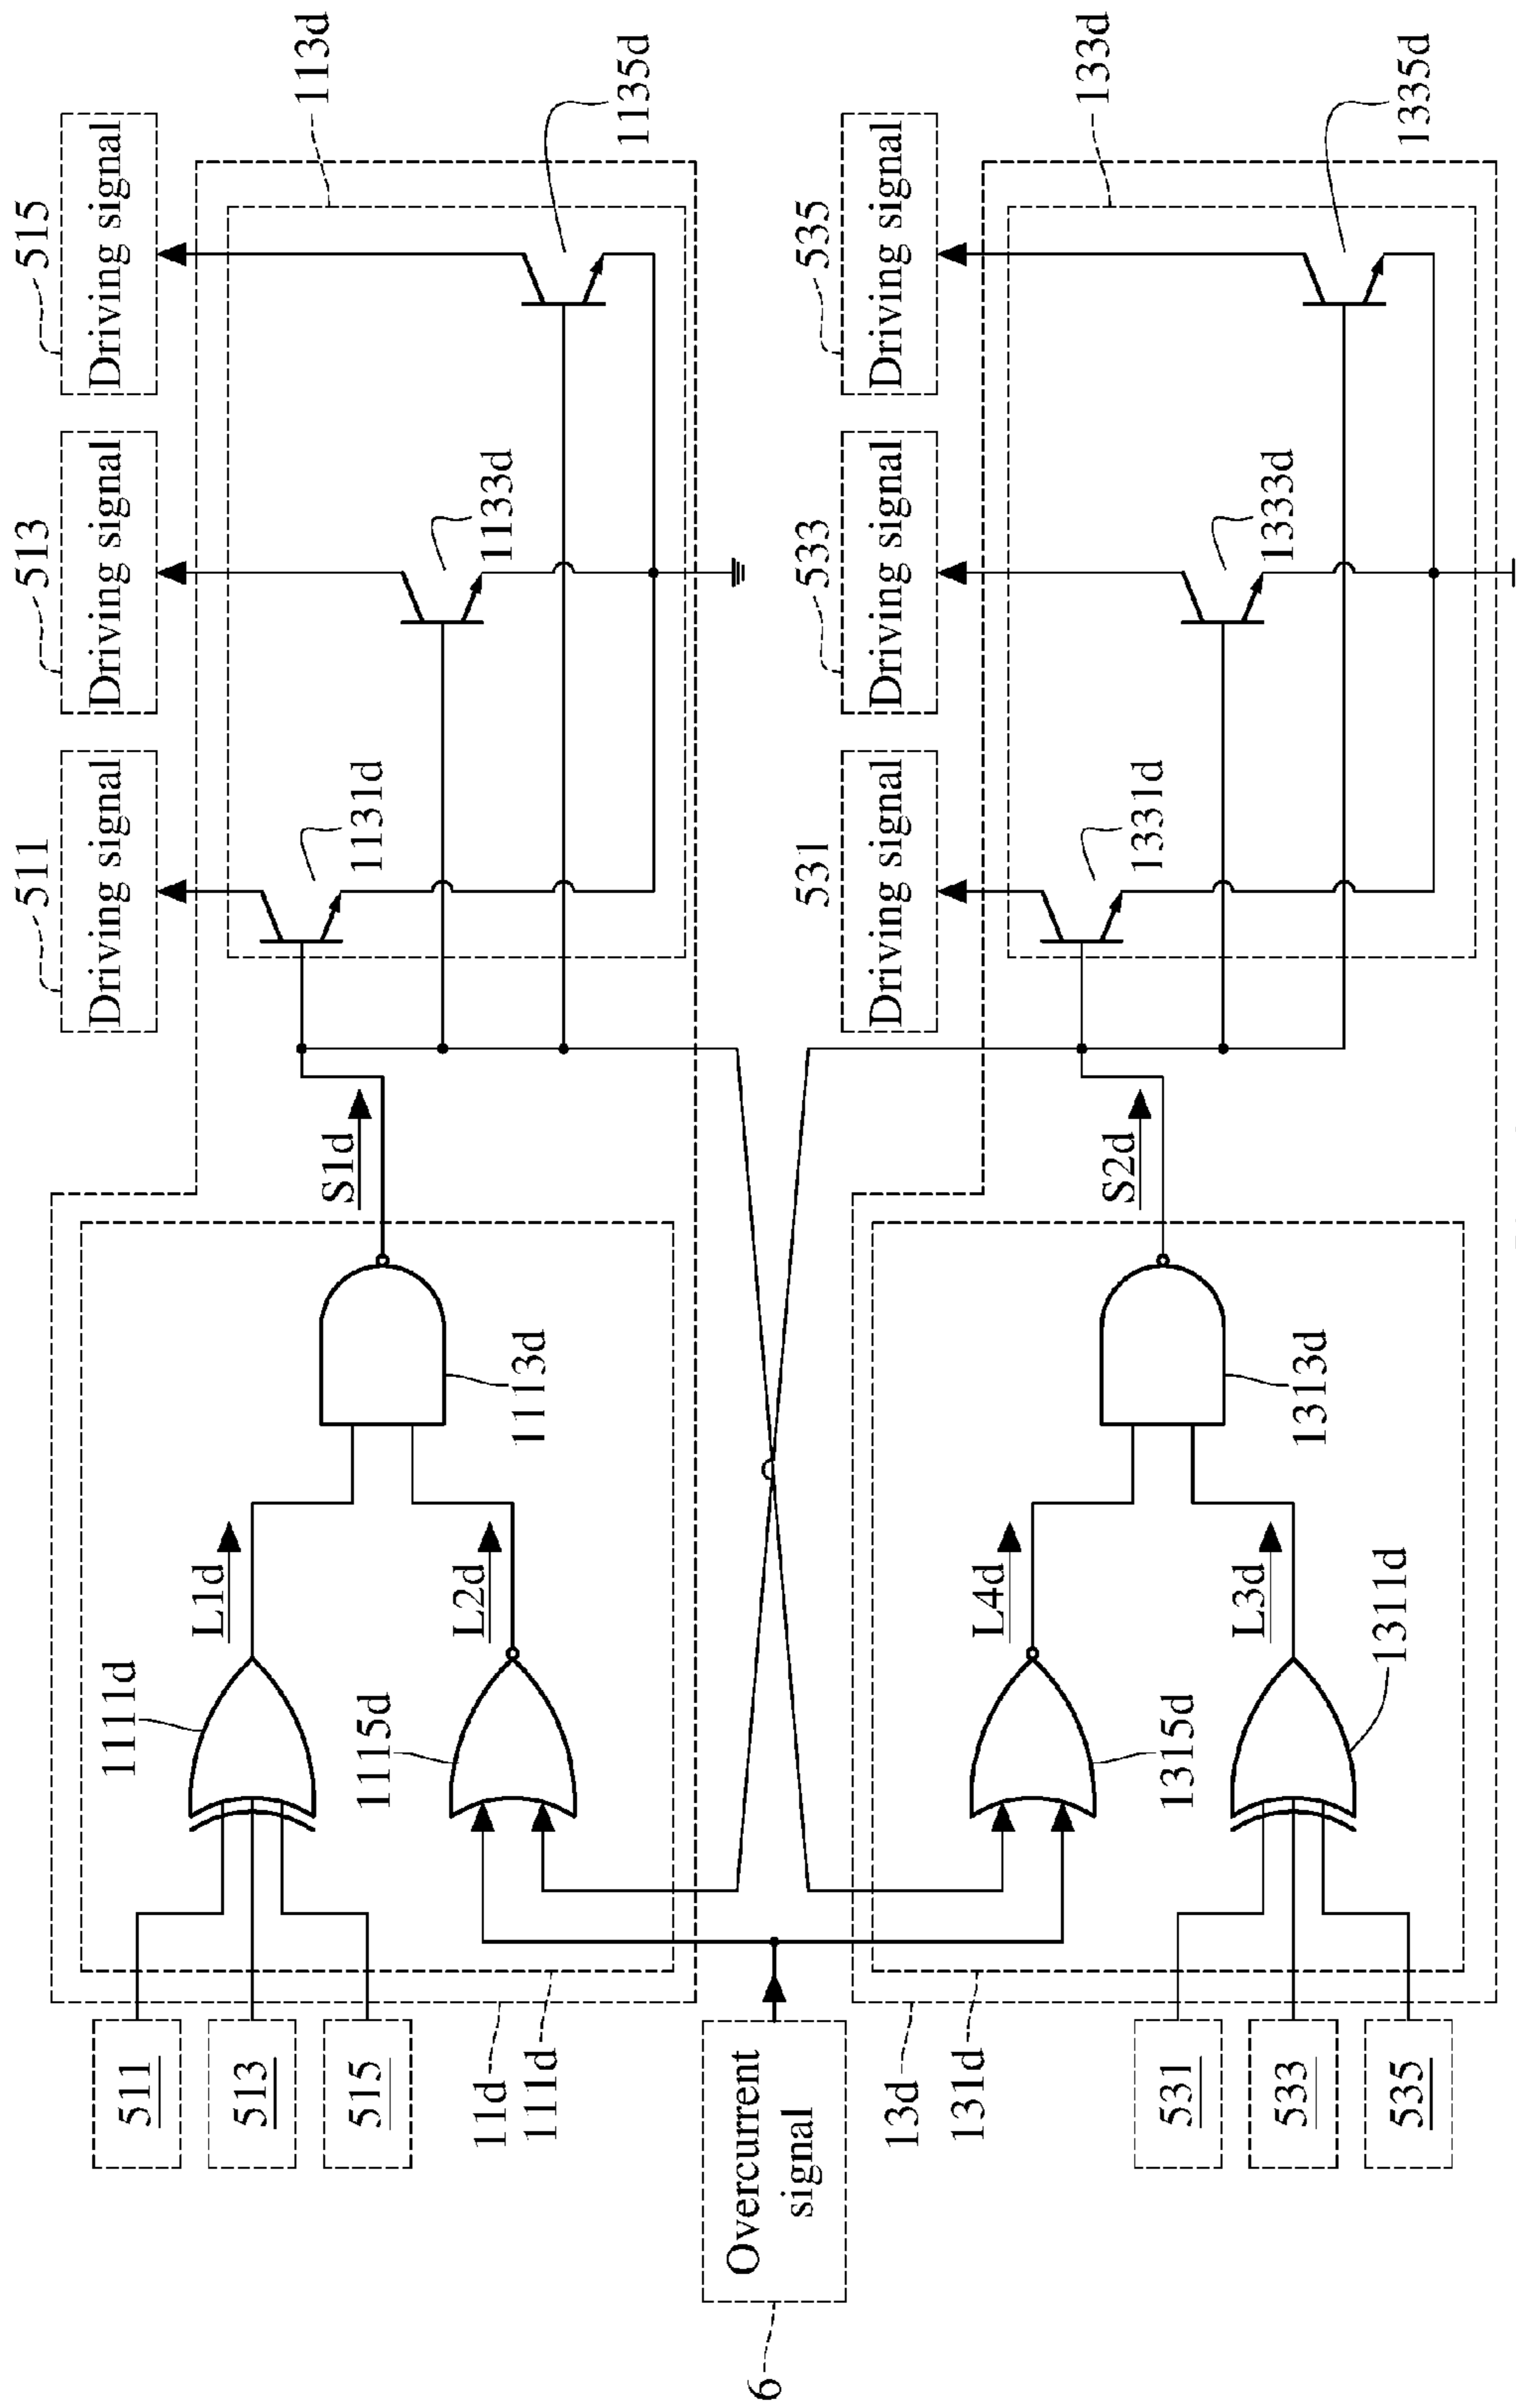 511
Driving signal
513
Driving signal
515
Driving signal
113d
1131d
1133d
1135d
S1d
1111d
L1d
1113d
L2d
1115d
511
513
515
11d
111d
Overcurrent
signal
6
531
Driving signal
533
Driving signal
535
Driving signal
133d
1331d
1333d
1335d
S2d
L4d
1313d
1315d
L3d
1311d
13d
131d
531
533
535